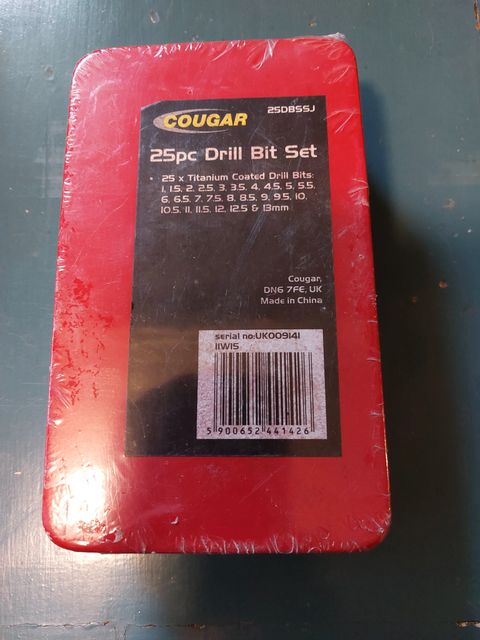 COUGAR
25DBSSJ
25pc Drill Bit Set
• 25 x Titanium Coated Drill Bits:
1, 1.5, 2, 2.5, 3, 3.5, 4, 4.5, 5, 5.5,
6, 6.5, 7, 7.5, 8, 8.5, 9, 9.5, 10,
10.5, 11, 11.5, 12, 12.5 & 13mm
Cougar,
DN6 7FE, UK
Made in China
serial no:UK009141
11W15
5 900652 441426